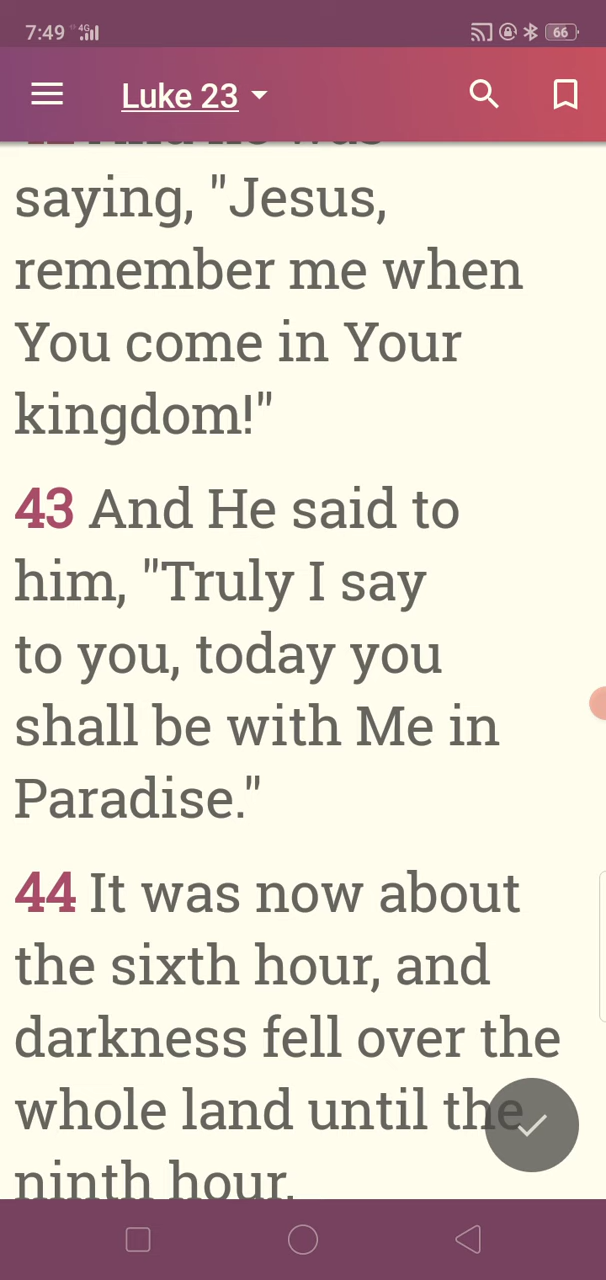 7:49 4G 66
Luke 23
saying, "Jesus,
remember me when
You come in Your
kingdom!"
43 And He said to
him, "Truly I say
to you, today you
shall be with Me in
Paradise."
44 It was now about
the sixth hour, and
darkness fell over the
whole land until the
ninth hour,